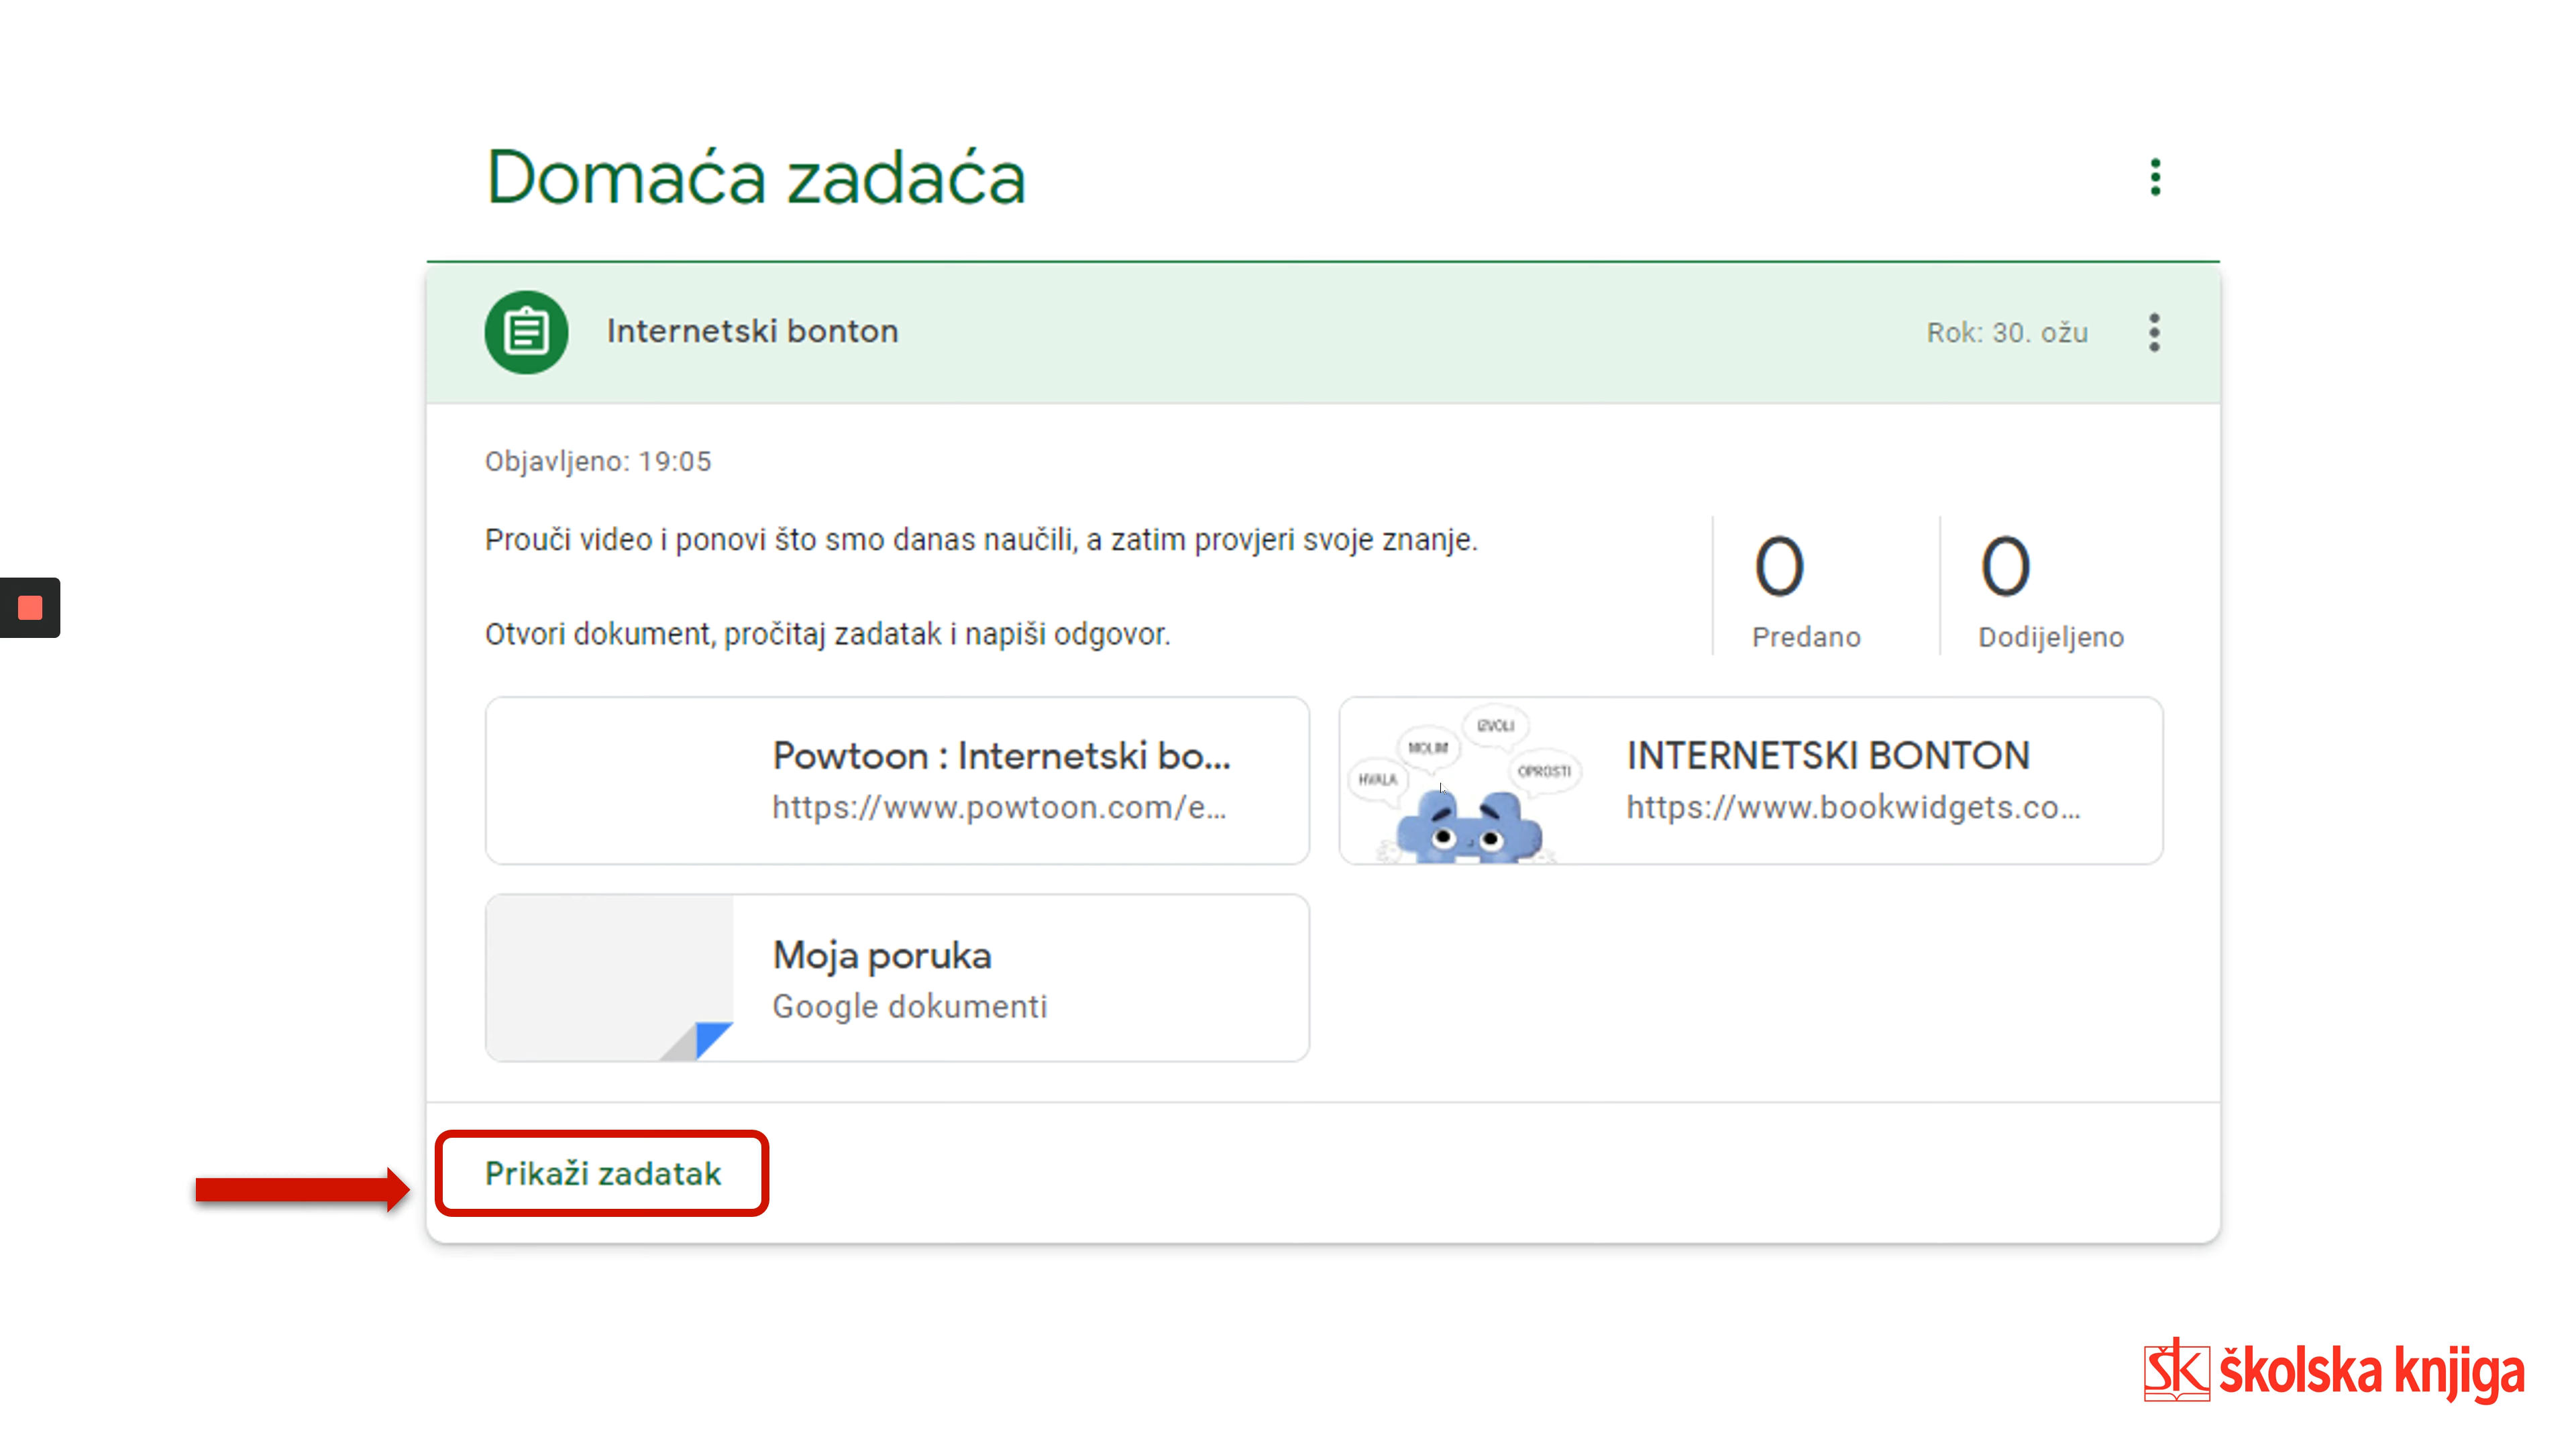 Domaća zadaća
Internetski bonton
Rok: 30. ožu
Objavljeno: 19:05
Prouči video i ponovi što smo danas naučili, a zatim provjeri svoje znanje.
Otvori dokument, pročitaj zadatak i napiši odgovor.
0
Predano
0
Dodijeljeno
Powtoon : Internetski bo...
https://www.powtoon.com/e...
IZVOLI
MOLIM
HVALA
OPROSTI
INTERNETSKI BONTON
https://www.bookwidgets.co...
Moja poruka
Google dokumenti
Prikaži zadatak
ŠK školska knjiga